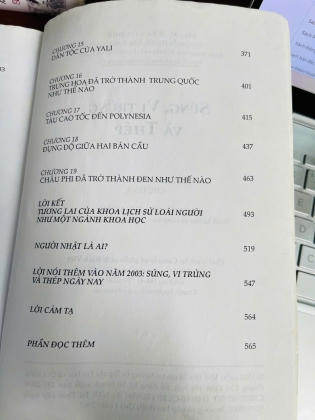 CHƯƠNG 15
DÂN TỘC CỦA YALI 371
CHƯƠNG 16
TRUNG HOA ĐÃ TRỞ THÀNH TRUNG QUỐC
NHƯ THẾ NÀO 401
CHƯƠNG 17
TÀU CAO TỐC ĐẾN POLYNESIA 415
CHƯƠNG 18
ĐỤNG ĐỘ GIỮA HAI BÁN CẦU 437
CHƯƠNG 19
CHÂU PHI ĐÃ TRỞ THÀNH ĐEN NHƯ THẾ NÀO 463
LỜI KẾT
TƯƠNG LAI CỦA KHOA LỊCH SỬ LOÀI NGƯỜI 493
NHƯ MỘT NGÀNH KHOA HỌC
NGƯỜI NHẬT LÀ AI? 519
LỜI NÓI THÊM VÀO NĂM 2003: SÚNG, VI TRÙNG
VÀ THÉP NGÀY NAY 547
LỜI CẢM TẠ 564
PHẦN ĐỌC THÊM 565